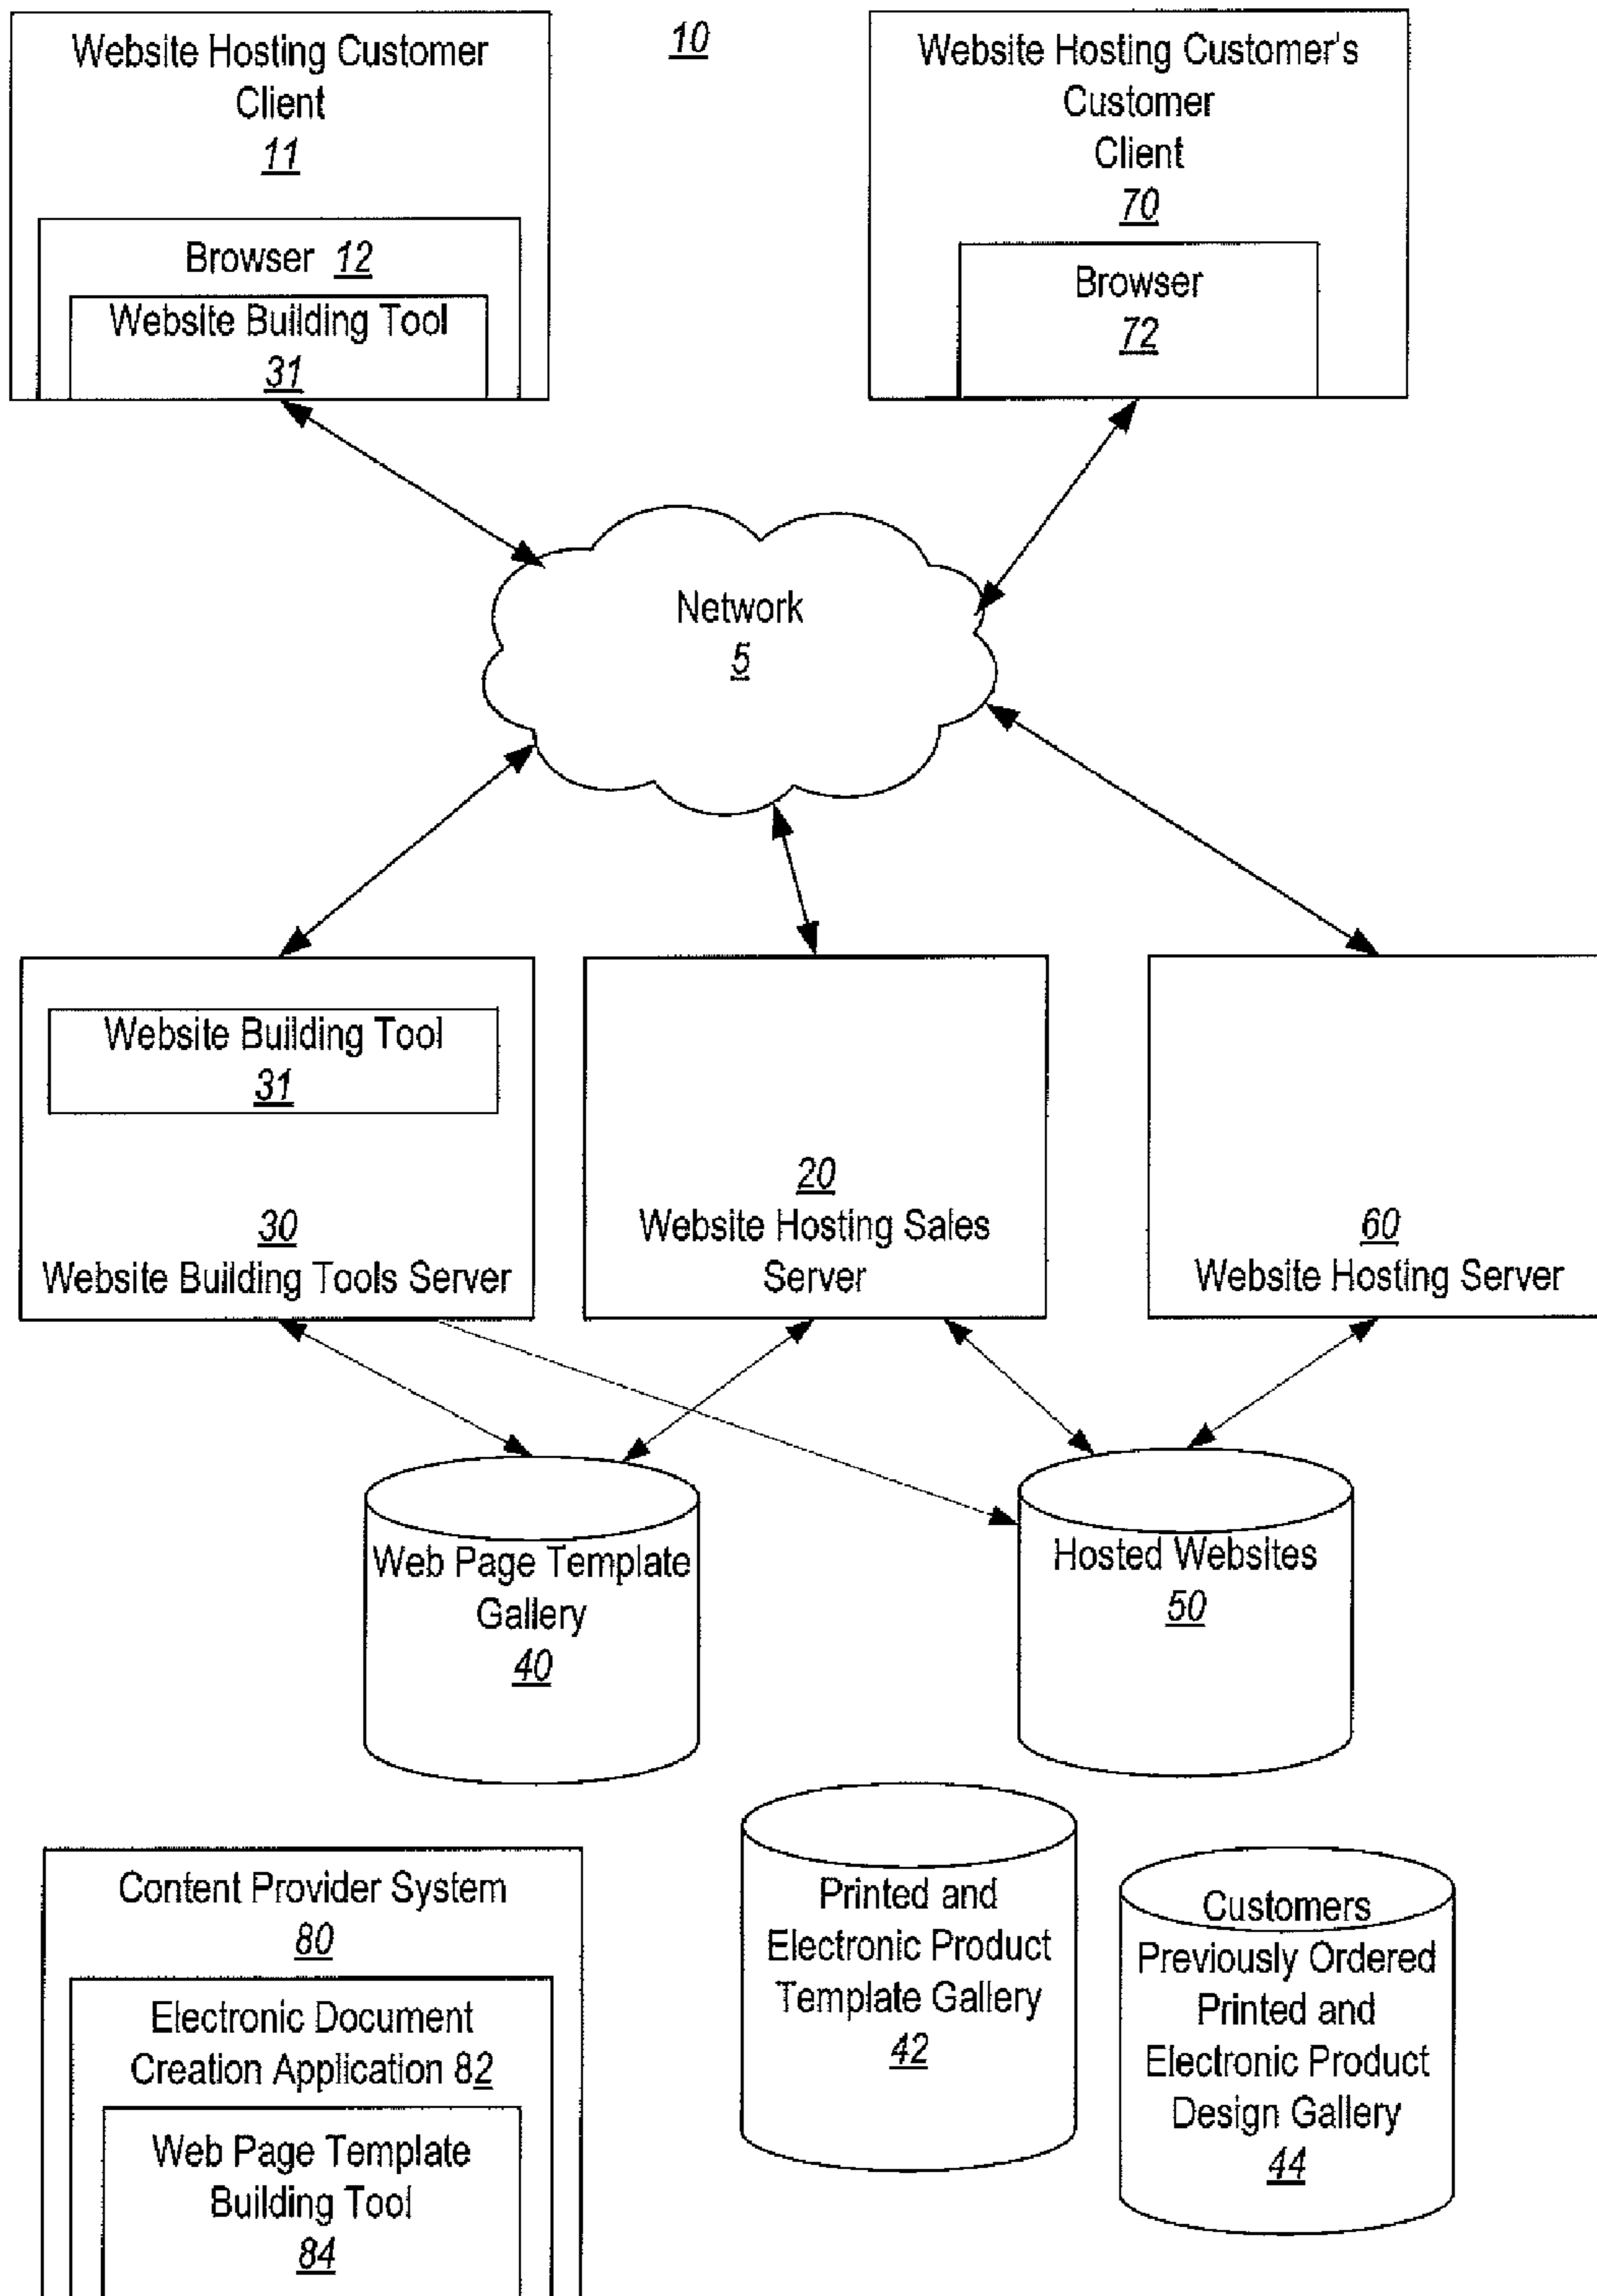 Website Hosting Customer
Client
11
Browser 12
Website Building Tool
31
10
Website Hosting Customer's
Customer
Client
70
Browser
72
Network
5
Website Building Tool
31
30
Website Building Tools Server
20
Website Hosting Sales
Server
60
Website Hosting Server
Web Page Template
Gallery
40
Hosted Websites
50
Content Provider System
80
Electronic Document
Creation Application 82
Web Page Template
Building Tool
84
Printed and
Electronic Product
Template Gallery
42
Customers
Previously Ordered
Printed and
Electronic Product
Design Gallery
44